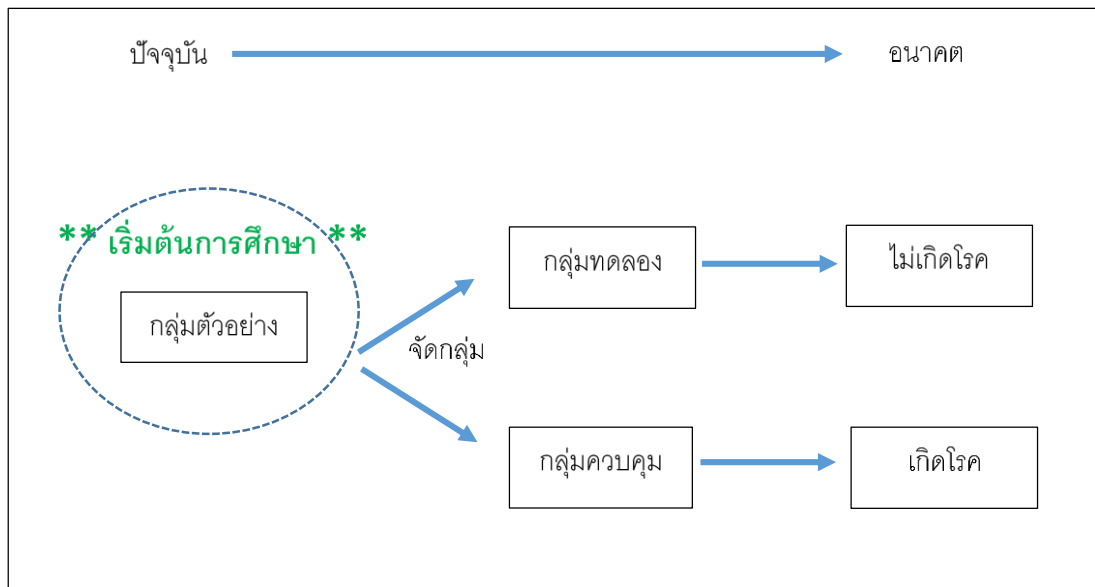 ปัจจุบัน
อนาคต
** เริ่มต้นการศึกษา **
กลุ่มตัวอย่าง
จัดกลุ่ม
กลุ่มทดลอง
ไม่เกิดโรค
กลุ่มควบคุม
เกิดโรค